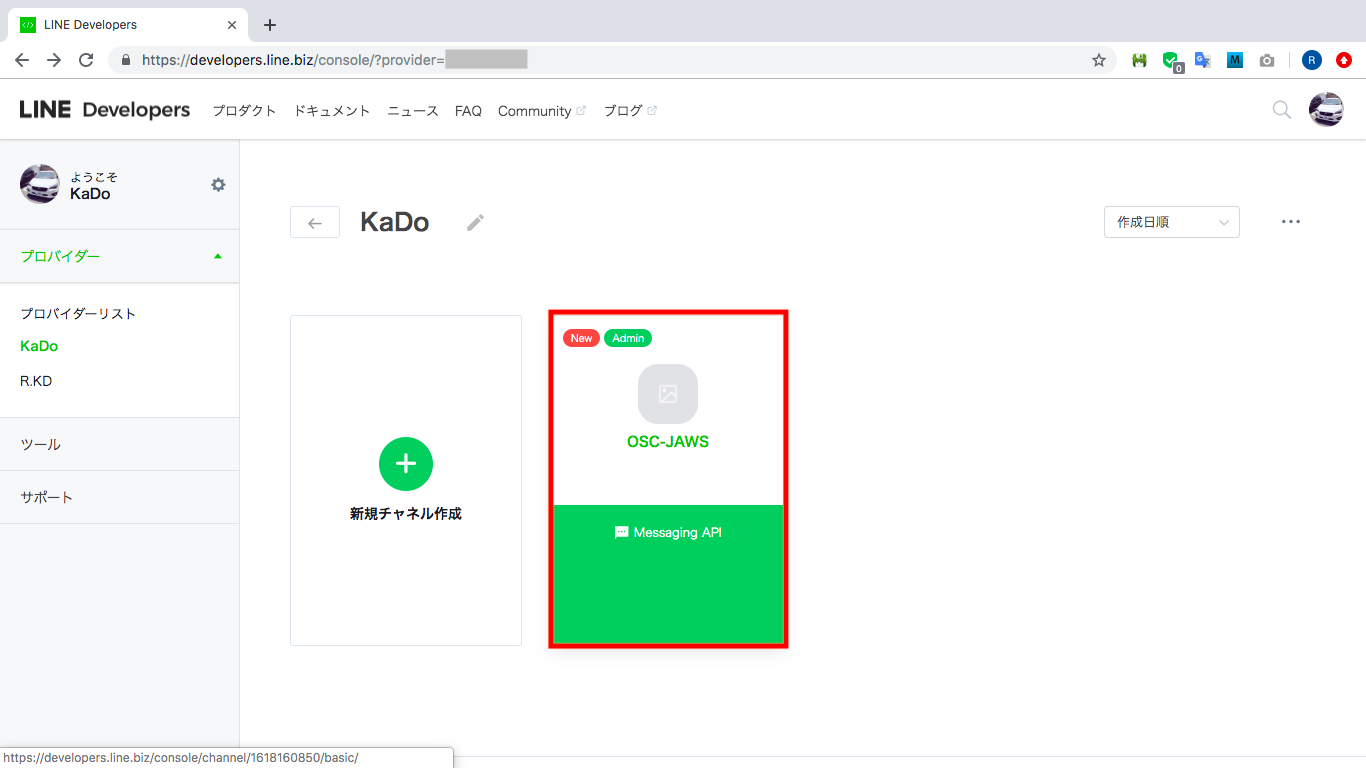 LINE Developers
https://developers.line.biz/console/?provider=
0
M
R
LINE Developers
プロダクト ドキュメント ニュース FAQ Community ブログ
ようこそ
KaDo
プロバイダー
プロバイダーリスト
KaDo
R.KD
ツール
サポート
KaDo
作成日順
新規チャネル作成
New Admin
OSC-JAWS
Messaging API
https://developers.line.biz/console/channel/1618160850/basic/